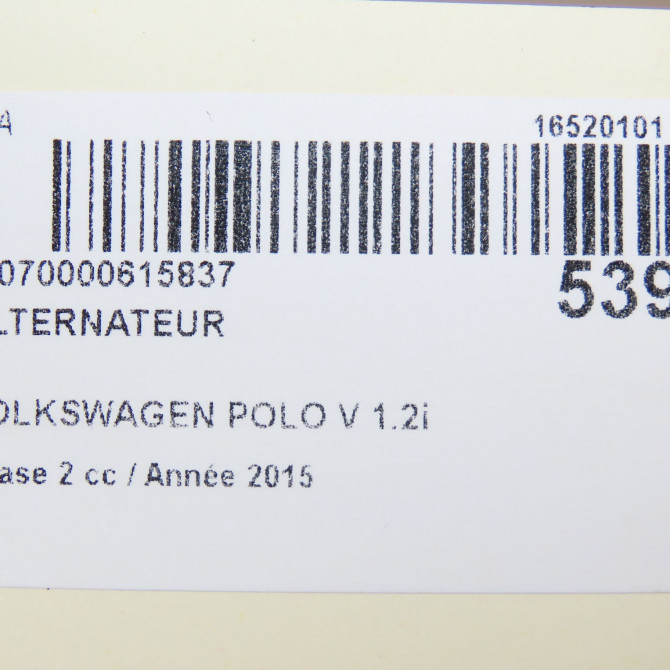 A 16520101
070000615837 539
LTERNATEUR
OLKSWAGEN POLO V 1.2i
ase 2 cc / Année 2015